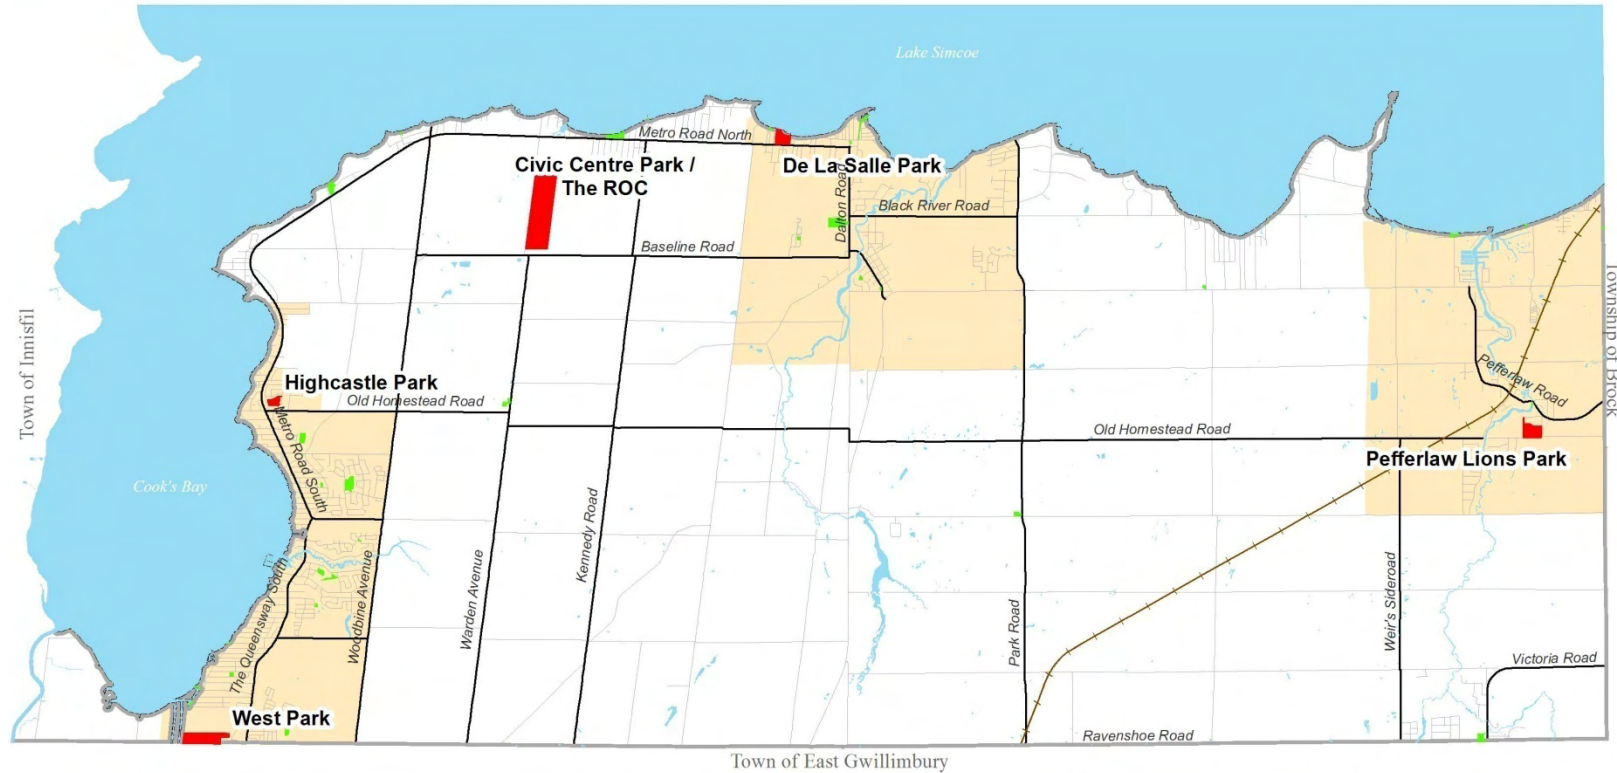 Lake Simcoe
Metro Road North
De La Salle Park
Civic Centre Park /
The ROC
Dalton Road
Black River Road
Baseline Road
Town of Innisfil
Township of Brock
Highcastle Park
Old Homestead Road
Pefferlaw Road
Metro Road South
Old Homestead Road
Pefferlaw Lions Park
Cook's Bay
Kennedy Road
The Queensway South
Woodbine Avenue
Warden Avenue
Park Road
Weir's Sideroad
Victoria Road
West Park
Ravenshoe Road
Town of East Gwillimbury